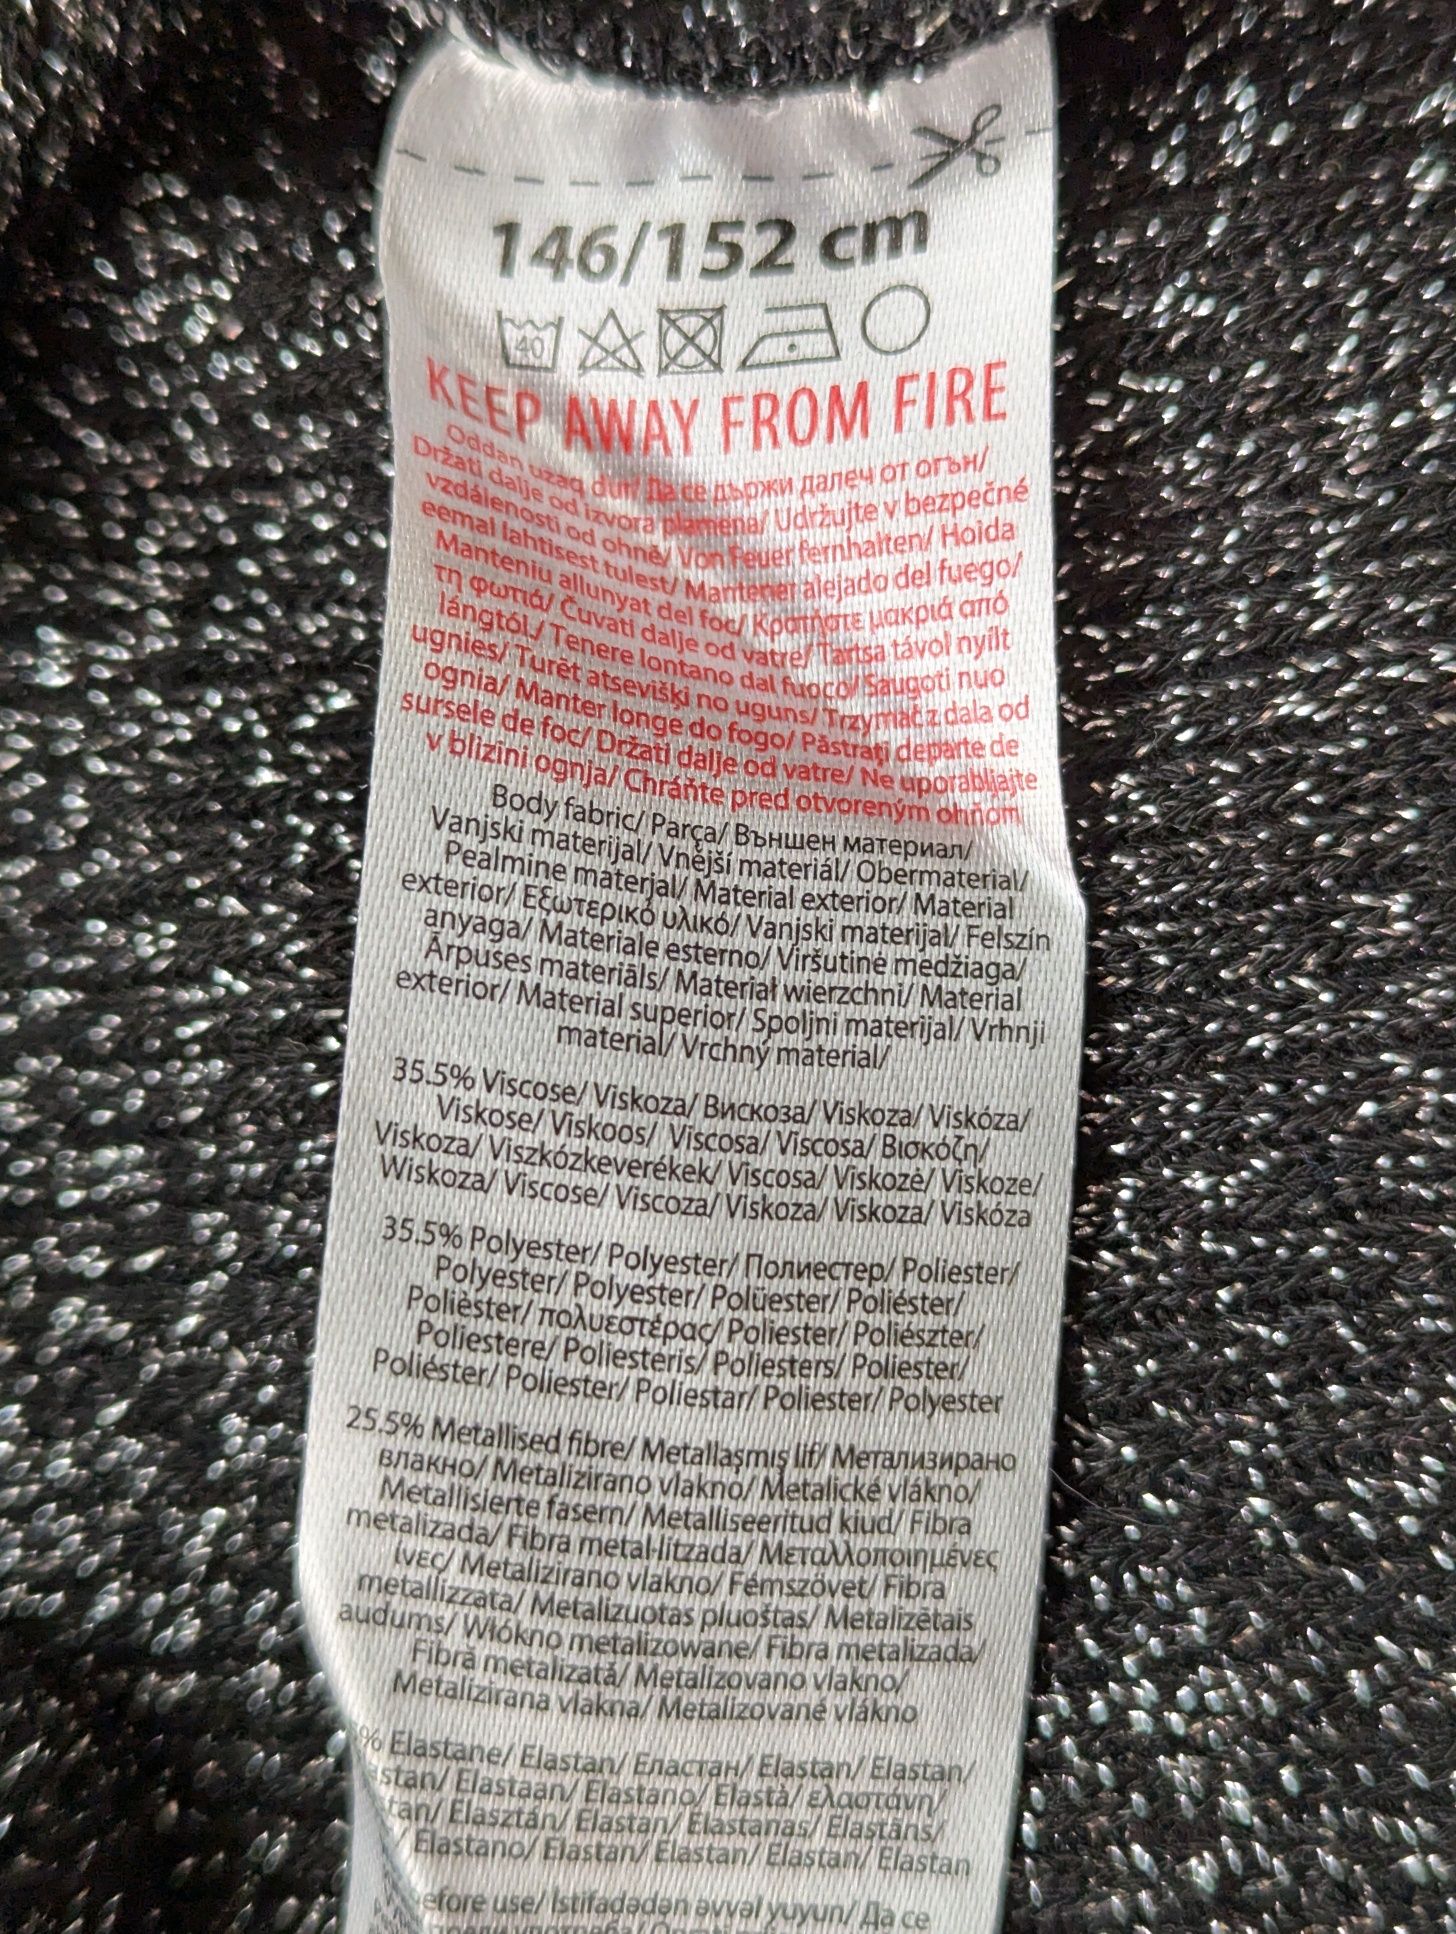 146/152 cm
40
KEEP AWAY FROM FIRE
Oddan uzaq dur/ Да се държи далеч от огън/
Držati dalje od izvora plamena/ Udržujte v bezpečné
vzdálenosti od ohně/ Von Feuer fernhalten/ Hoida
eemal lahtisest tulest/ Mantener alejado del fuego/
Manteniu allunyat del foc/ Κρατήστε μακριά από
τη φωτιά/ Čuvati dalje od vatre/ Tartsa távol nyílt
lángtól./ Tenere lontano dal fuoco/ Saugoti nuo
ugnies/ Turēt atsevišķi no uguns/ Trzymać z dala od
ognia/ Manter longe do fogo/ Păstrați departe de
sursele de foc/ Držati dalje od vatre/ Ne uporabljajte
v blizini ognja/ Chráňte pred otvoreným ohňom
Body fabric/ Parça/ Външен материал/
Vanjski materijal/ Vnější materiál/ Obermaterial/
Pealmine materjal/ Material exterior/ Material
exterior/ Εξωτερικό υλικό/ Vanjski materijal/ Felszín
anyaga/ Materiale esterno/ Viršutinė medžiaga/
Ārpuses materiāls/ Materiał wierzchni/ Material
exterior/ Material superior/ Spoljni materijal/ Vrhnji
material/ Vrchný material/
35.5% Viscose/ Viskoza/ Вискоза/ Viskoza/ Viskóza/
Viskose/ Viskoos/ Viscosa/ Viscosa/ Βισκόζη/
Viskoza/ Viszkózkeverékek/ Viscosa/ Viskozė/ Viskoze/
Wiskoza/ Viscose/ Viscoza/ Viskoza/ Viskoza/ Viskóza
35.5% Polyester/ Polyester/ Полиестер/ Poliester/
Polyester/ Polyester/ Polüester/ Poliéster/
Polièster/ πολυεστέρας/ Poliester/ Poliészter/
Poliestere/ Poliesteris/ Poliesters/ Poliester/
Poliéster/ Poliester/ Poliestar/ Poliester/ Polyester
25.5% Metallised fibre/ Metallaşmış lif/ Метализирано
влакно/ Metalizirano vlakno/ Metalické vlákno/
Metallisierte fasern/ Metalliseeritud kiud/ Fibra
metalizada/ Fibra metal·litzada/ Μεταλλοποιημένες
ίνες/ Metalizirano vlakno/ Fémszövet/ Fibra
metallizzata/ Metalizuotas pluoštas/ Metalizētais
audums/ Włókno metalizowane/ Fibra metalizada/
Fibră metalizată/ Metalizovano vlakno/
Metalizirana vlakna/ Metalizované vlákno
% Elastane/ Elastan/ Еластан/ Elastan/ Elastan/
stan/ Elastaan/ Elastano/ Elastà/ ελαστάνη/
tan/ Elasztán/ Elastan/ Elastanas/ Elastāns/
/ Elastano/ Elastan/ Elastan/ Elastan/ Elastan
efore use/ İstifadədən əvvəl yuyun/ Да се